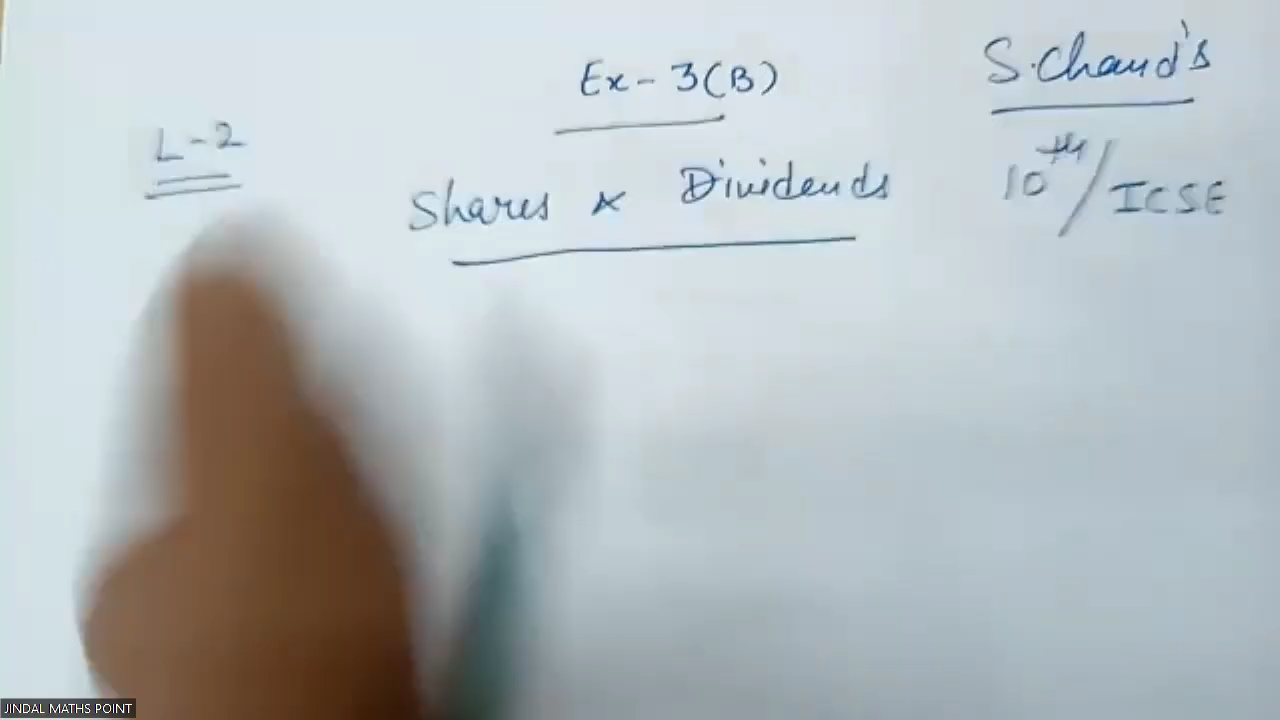 Ex-3(B)
S.Chand's
L-2
Shares & Dividends
10th/ICSE
JINDAL MATHS POINT